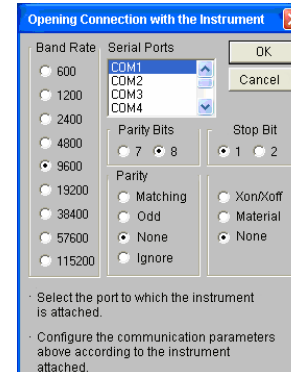 Opening Connection with the Instrument
Band Rate
600
1200
2400
4800
9600
19200
38400
57600
115200
Serial Ports
COM1
COM2
COM3
COM4
OK
Cancel
Parity Bits
7 8
Stop Bit
1 2
Parity
Matching
Odd
None
Ignore
Xon/Xoff
Material
None
· Select the port to which the instrument
is attached.
· Configure the communication parameters
above according to the instrument
attached.